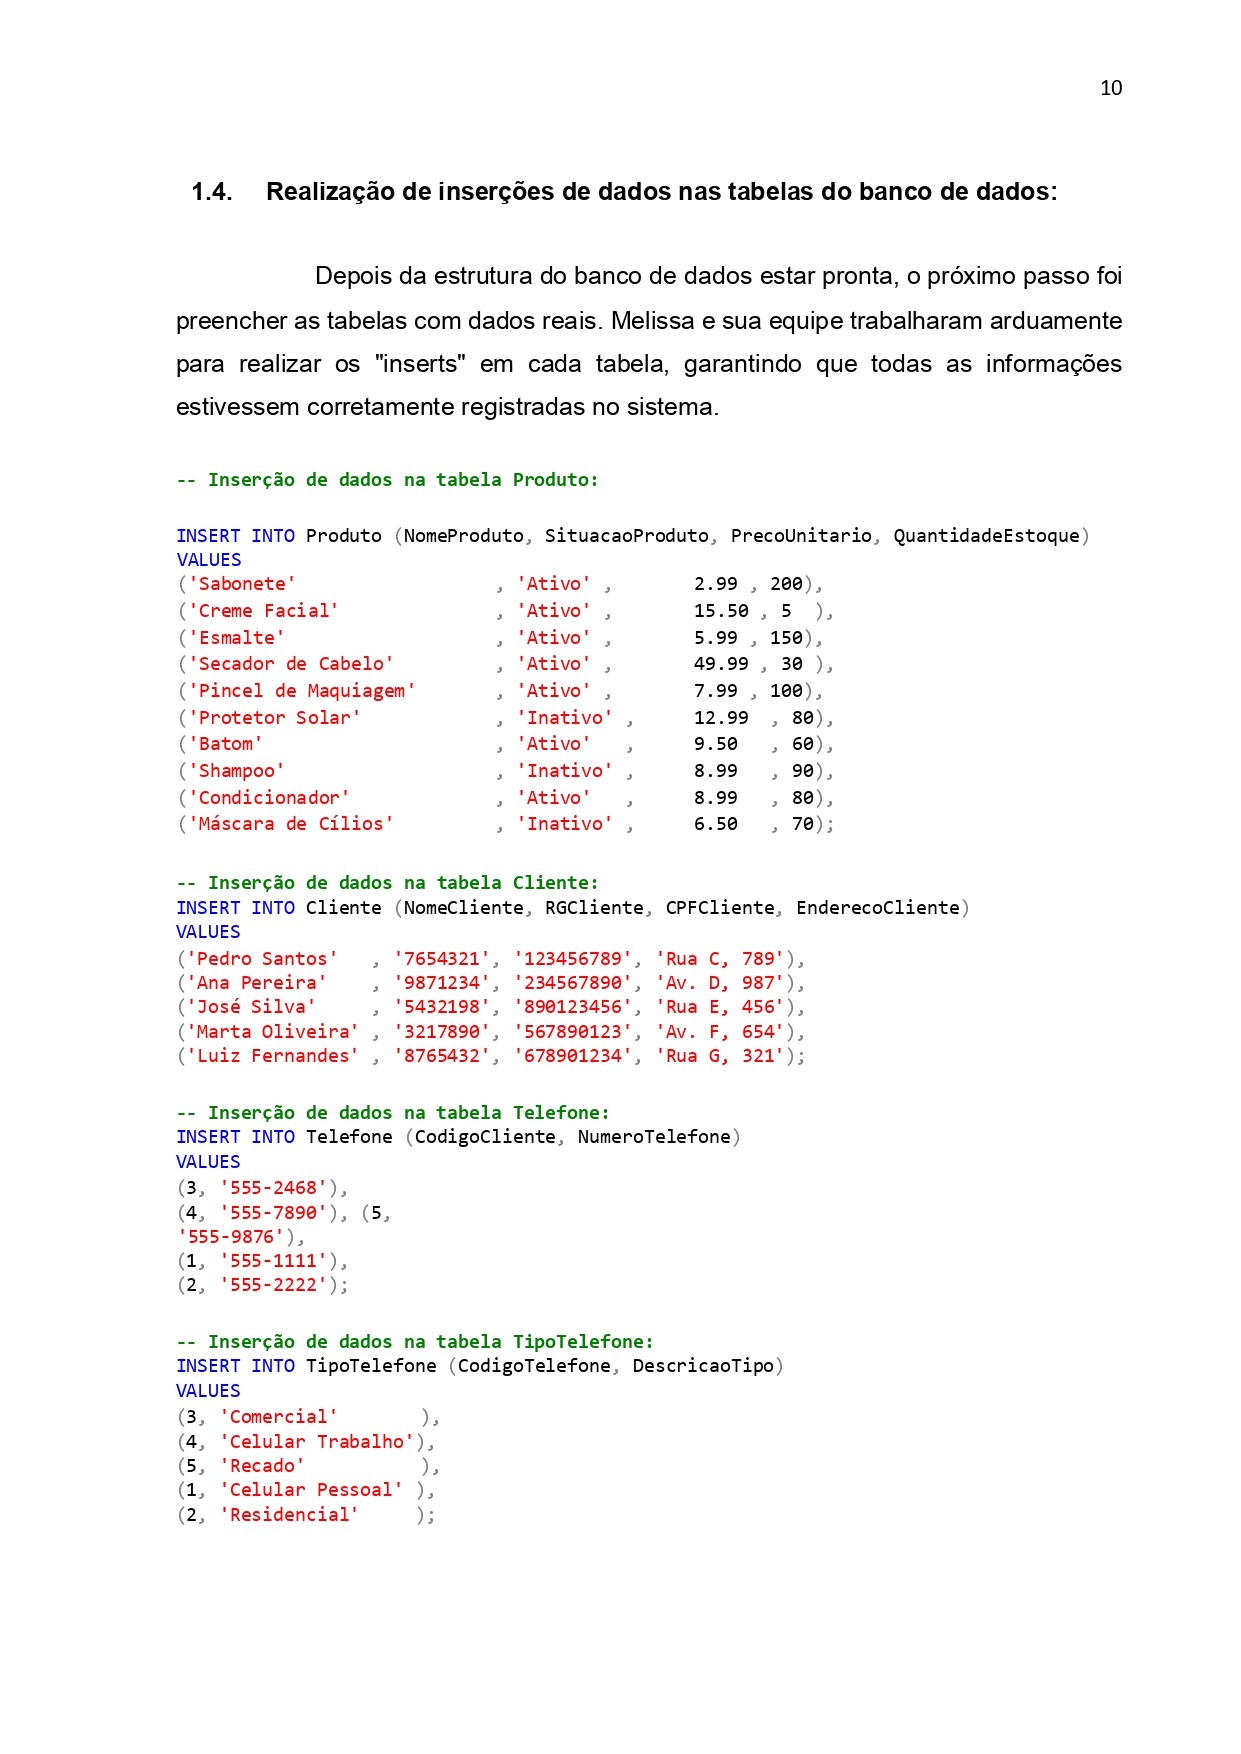 10
1.4. Realização de inserções de dados nas tabelas do banco de dados:
Depois da estrutura do banco de dados estar pronta, o próximo passo foi
preencher as tabelas com dados reais. Melissa e sua equipe trabalharam arduamente
para realizar os "inserts" em cada tabela, garantindo que todas as informações
estivessem corretamente registradas no sistema.
-- Inserção de dados na tabela Produto:
INSERT INTO Produto (NomeProduto, SituacaoProduto, PrecoUnitario, QuantidadeEstoque)
VALUES
('Sabonete' , 'Ativo' , 2.99 , 200),
('Creme Facial' , 'Ativo' , 15.50 , 5 ),
('Esmalte' , 'Ativo' , 5.99 , 150),
('Secador de Cabelo' , 'Ativo' , 49.99 , 30 ),
('Pincel de Maquiagem' , 'Ativo' , 7.99 , 100),
('Protetor Solar' , 'Inativo' , 12.99 , 80),
('Batom' , 'Ativo' , 9.50 , 60),
('Shampoo' , 'Inativo' , 8.99 , 90),
('Condicionador' , 'Ativo' , 8.99 , 80),
('Máscara de Cílios' , 'Inativo' , 6.50 , 70);
-- Inserção de dados na tabela Cliente:
INSERT INTO Cliente (NomeCliente, RGCliente, CPFCliente, EnderecoCliente)
VALUES
('Pedro Santos' , '7654321', '123456789', 'Rua C, 789'),
('Ana Pereira' , '9871234', '234567890', 'Av. D, 987'),
('José Silva' , '5432198', '890123456', 'Rua E, 456'),
('Marta Oliveira' , '3217890', '567890123', 'Av. F, 654'),
('Luiz Fernandes' , '8765432', '678901234', 'Rua G, 321');
-- Inserção de dados na tabela Telefone:
INSERT INTO Telefone (CodigoCliente, NumeroTelefone)
VALUES
(3, '555-2468'),
(4, '555-7890'), (5,
'555-9876'),
(1, '555-1111'),
(2, '555-2222');
-- Inserção de dados na tabela TipoTelefone:
INSERT INTO TipoTelefone (CodigoTelefone, DescricaoTipo)
VALUES
(3, 'Comercial' ),
(4, 'Celular Trabalho'),
(5, 'Recado' ),
(1, 'Celular Pessoal' ),
(2, 'Residencial' );